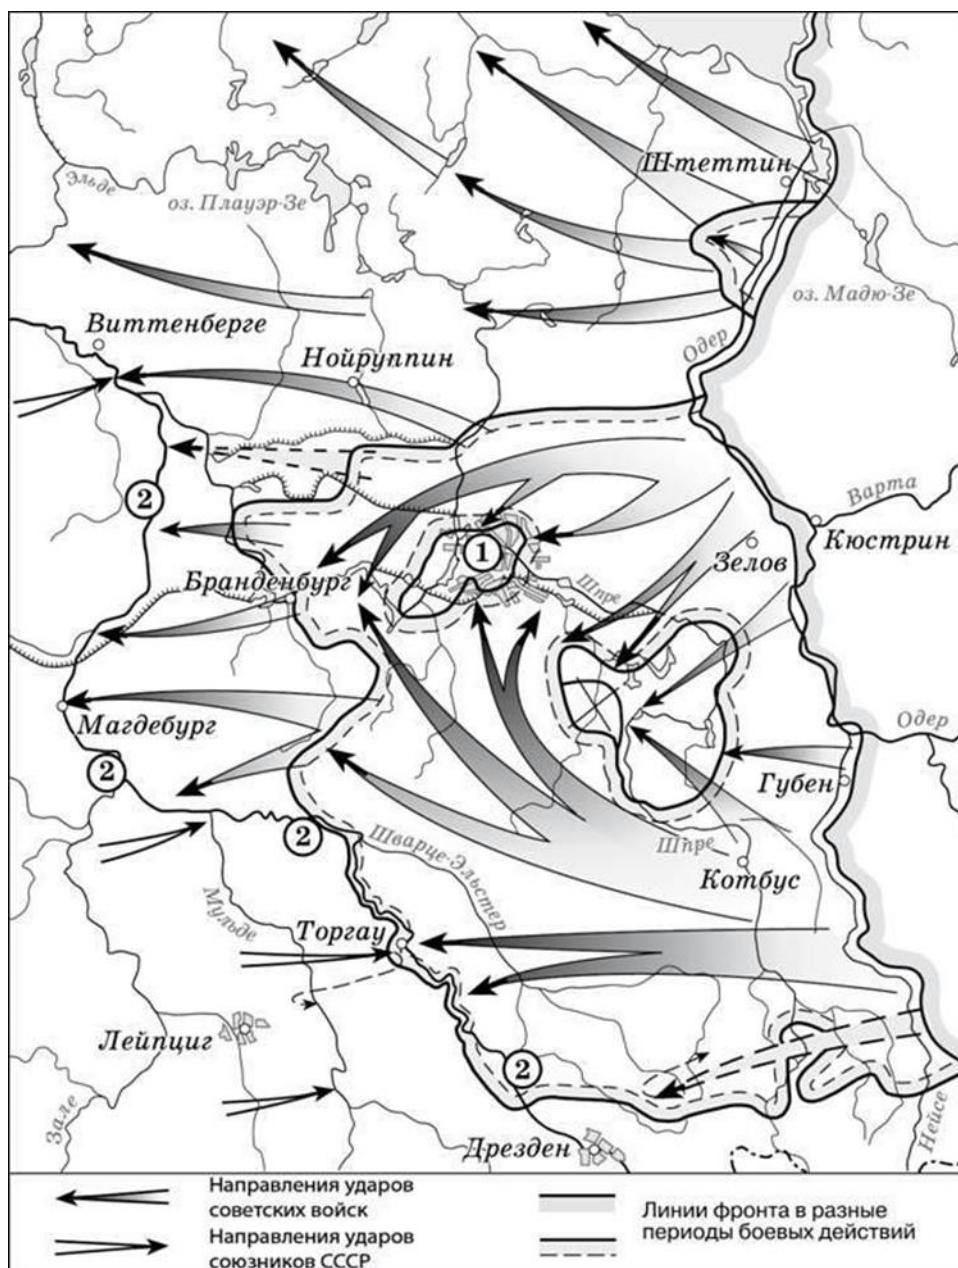 Штеттин
Эльде
оз. Плауэр-Зе
оз. Мадю-Зе
Виттенберге
Одер
Нойруппин
2
Варта
1
Кюстрин
Зелов
Бранденбург
Шпре
Магдебург
Одер
2
Губен
2
Шварце-Эльстер
Шпре
Котбус
Мульде
Торгау
Лейпциг
2
Зале
Нейсе
Дрезден
Направления ударов
советских войск
Направления ударов
союзников СССР
Линии фронта в разные
периоды боевых действий